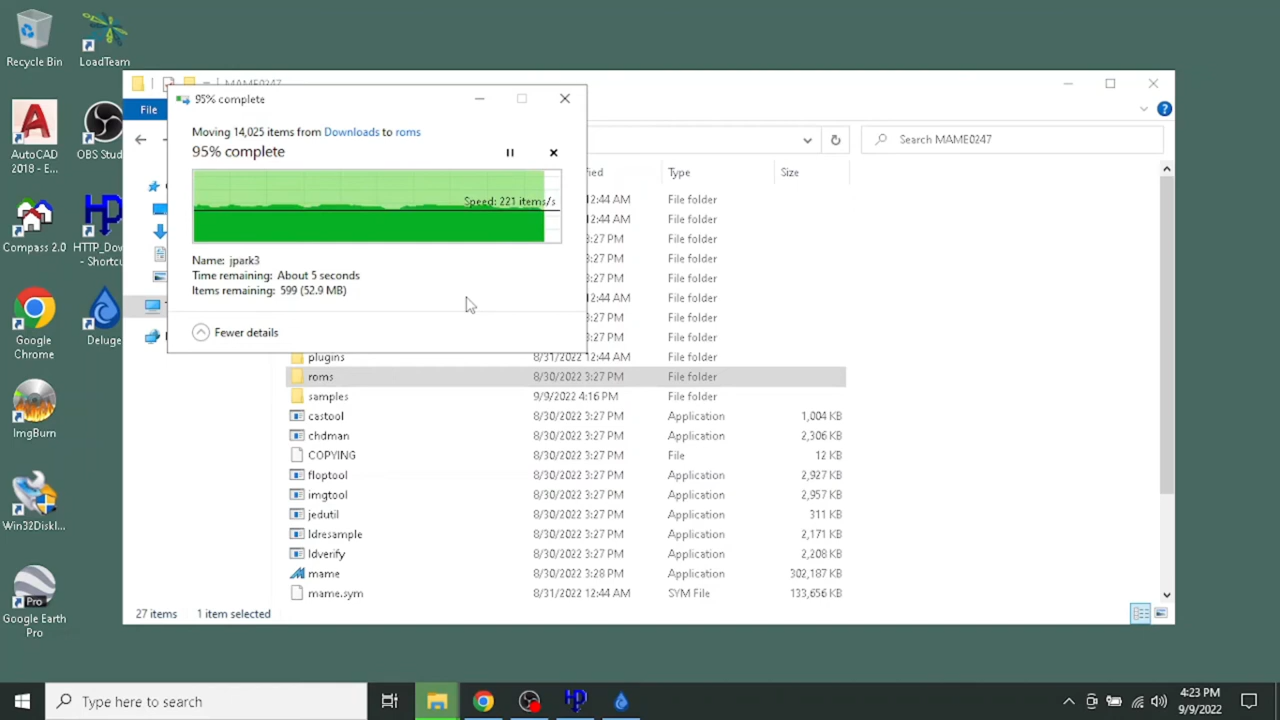 Recycle Bin
LoadTeam
AutoCAD
2018 - E...
OBS Stud
Compass 2.0
HTTP_Dow
- Shortcu
Google
Chrome
Deluge
ImgBurn
Win32DiskI...
Google Earth
Pro
MAME0247
File
Search MAME0247
95% complete
Moving 14,025 items from Downloads to roms
95% complete
Speed: 221 items/s
Name: jpark3
Time remaining: About 5 seconds
Items remaining: 599 (52.9 MB)
Fewer details
ied Type Size
12:44 AM File folder
12:44 AM File folder
3:27 PM File folder
3:27 PM File folder
3:27 PM File folder
12:44 AM File folder
3:27 PM File folder
3:27 PM File folder
plugins 8/31/2022 12:44 AM File folder
roms 8/30/2022 3:27 PM File folder
samples 9/9/2022 4:16 PM File folder
castool 8/30/2022 3:27 PM Application 1,004 KB
chdman 8/30/2022 3:27 PM Application 2,306 KB
COPYING 8/30/2022 3:27 PM File 12 KB
floptool 8/30/2022 3:27 PM Application 2,927 KB
imgtool 8/30/2022 3:27 PM Application 2,957 KB
jedutil 8/30/2022 3:27 PM Application 311 KB
ldresample 8/30/2022 3:27 PM Application 2,171 KB
ldverify 8/30/2022 3:27 PM Application 2,208 KB
mame 8/30/2022 3:28 PM Application 302,187 KB
mame.sym 8/31/2022 12:44 AM SYM File 133,656 KB
27 items 1 item selected
Type here to search
4:23 PM
9/9/2022